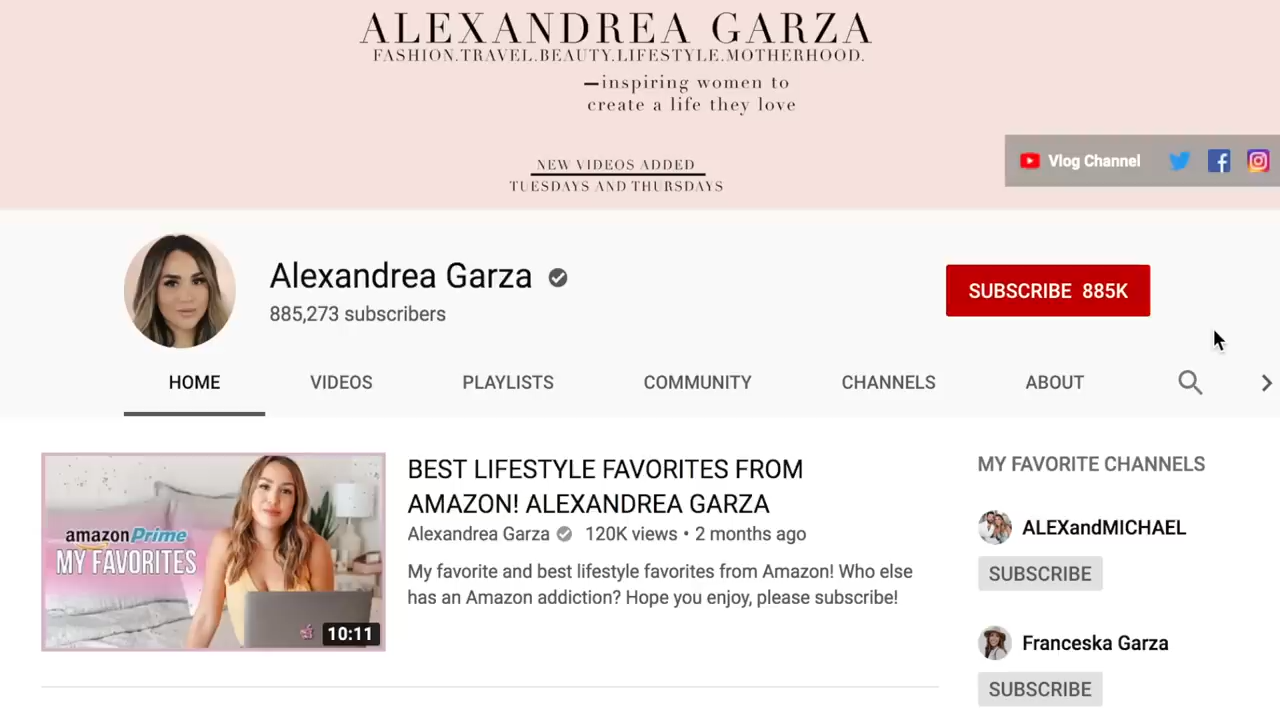 ALEXANDREA GARZA
FASHION.TRAVEL.BEAUTY.LIFESTYLE.MOTHERHOOD.
—inspiring women to
create a life they love
NEW VIDEOS ADDED
TUESDAYS AND THURSDAYS
Vlog Channel
Alexandrea Garza
885,273 subscribers
SUBSCRIBE 885K
HOME VIDEOS PLAYLISTS COMMUNITY CHANNELS ABOUT
amazonPrime
MY FAVORITES
10:11
BEST LIFESTYLE FAVORITES FROM
AMAZON! ALEXANDREA GARZA
Alexandrea Garza 120K views • 2 months ago
My favorite and best lifestyle favorites from Amazon! Who else
has an Amazon addiction? Hope you enjoy, please subscribe!
MY FAVORITE CHANNELS
ALEXandMICHAEL
SUBSCRIBE
Franceska Garza
SUBSCRIBE